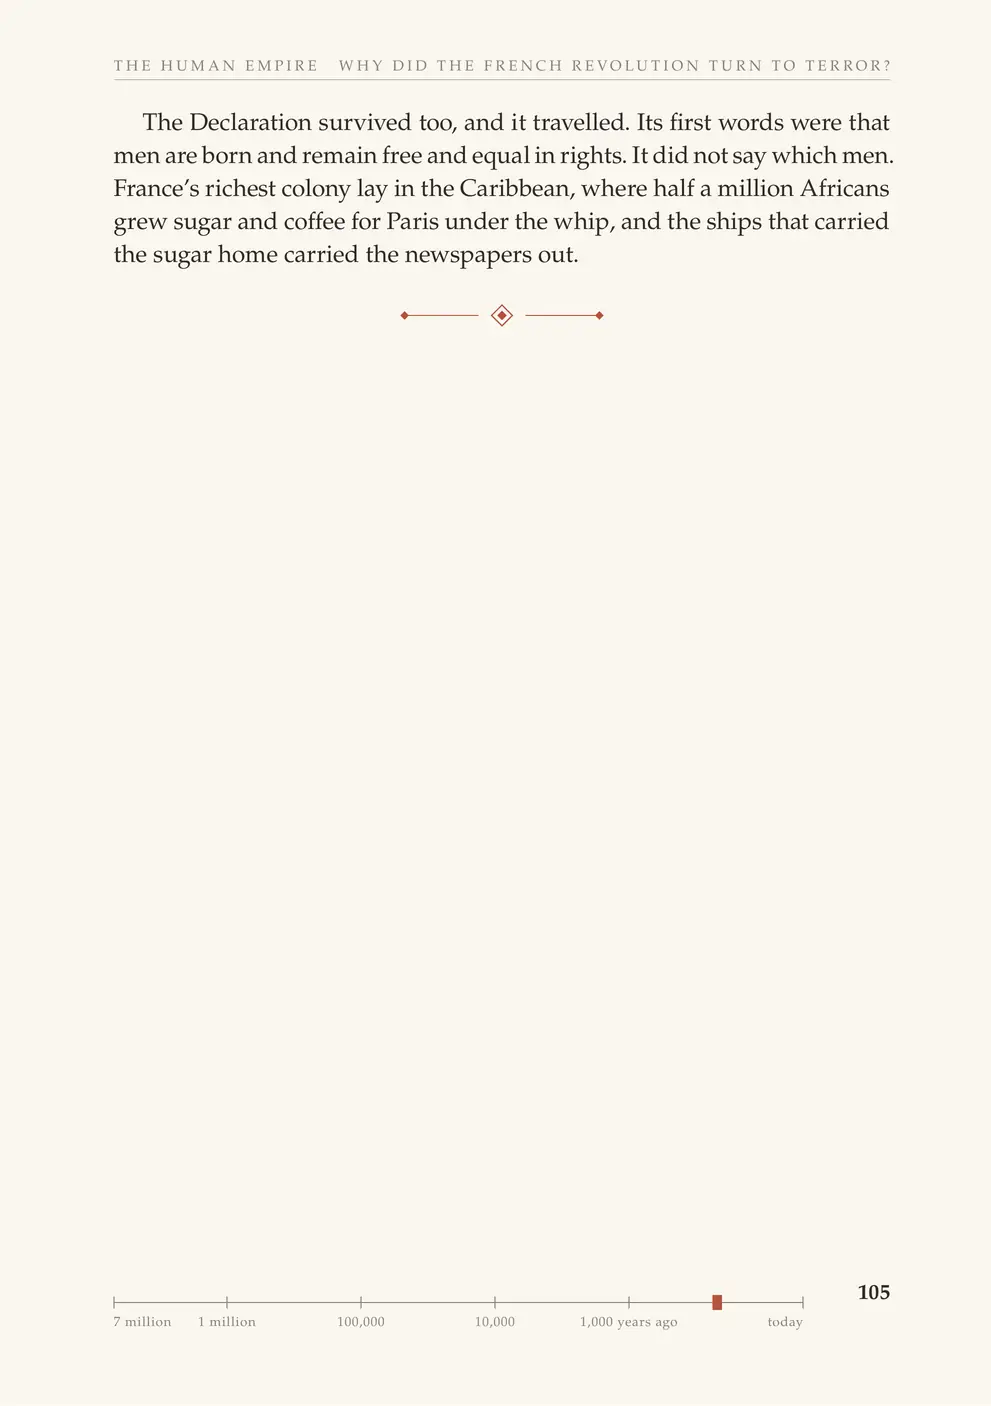 THE HUMAN EMPIRE WHY DID THE FRENCH REVOLUTION TURN TO TERROR?
The Declaration survived too, and it travelled. Its first words were that
men are born and remain free and equal in rights. It did not say which men.
France’s richest colony lay in the Caribbean, where half a million Africans
grew sugar and coffee for Paris under the whip, and the ships that carried
the sugar home carried the newspapers out.
105
7 million 1 million 100,000 10,000 1,000 years ago today